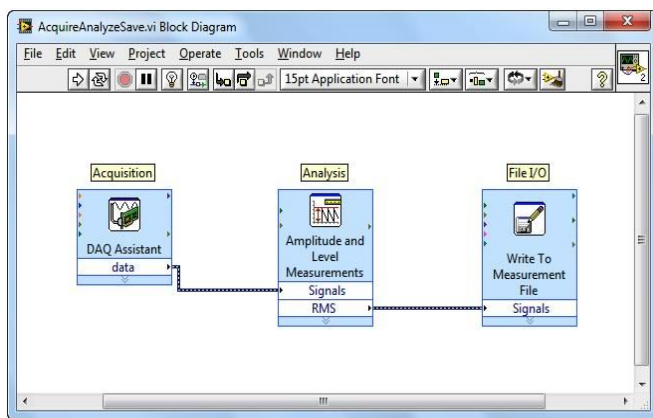 AcquireAnalyzeSave.vi Block Diagram
File Edit View Project Operate Tools Window Help
15pt Application Font
2
Acquisition
Analysis
File I/O
DAQ Assistant
data
Amplitude and
Level
Measurements
Signals
RMS
Write To
Measurement
File
Signals